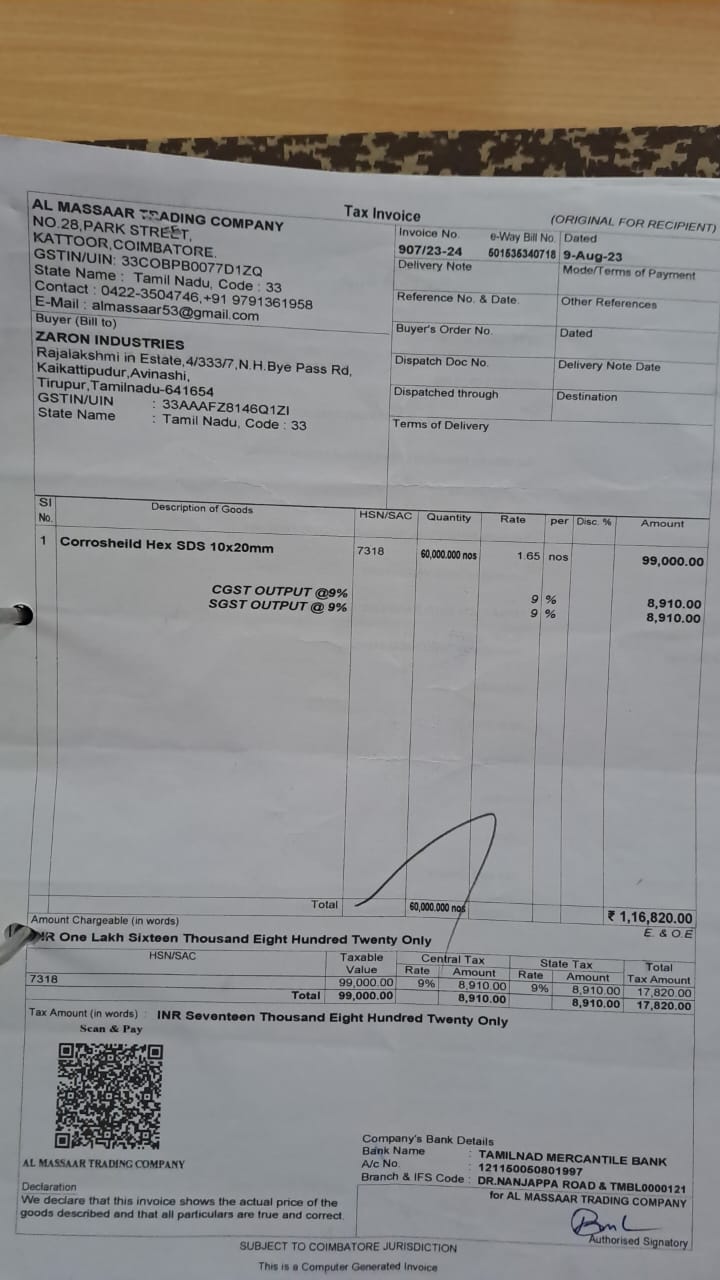 Tax Invoice
(ORIGINAL FOR RECIPIENT)
AL MASSAAR TRADING COMPANY
NO.28,PARK STREET,
KATTOOR,COIMBATORE.
GSTIN/UIN: 33COBPB0077D1ZQ
State Name : Tamil Nadu, Code : 33
Contact : 0422-3504746,+91 9791361958
E-Mail : almassaar53@gmail.com
Buyer (Bill to)
ZARON INDUSTRIES
Rajalakshmi in Estate,4/333/7,N.H.Bye Pass Rd,
Kaikattipudur,Avinashi,
Tirupur,Tamilnadu-641654
GSTIN/UIN : 33AAAFZ8146Q1ZI
State Name : Tamil Nadu, Code : 33
Invoice No. e-Way Bill No. Dated
907/23-24 501535340718 9-Aug-23
Delivery Note Mode/Terms of Payment
Reference No. & Date. Other References
Buyer's Order No. Dated
Dispatch Doc No. Delivery Note Date
Dispatched through Destination
Terms of Delivery
Sl No. Description of Goods HSN/SAC Quantity Rate per Disc. % Amount
1 Corrosheild Hex SDS 10x20mm 7318 60,000.000 nos 1.65 nos 99,000.00
CGST OUTPUT @9% 9 % 8,910.00
SGST OUTPUT @ 9% 9 % 8,910.00
Total 60,000.000 nos ₹ 1,16,820.00
Amount Chargeable (in words) E. & O.E
INR One Lakh Sixteen Thousand Eight Hundred Twenty Only
HSN/SAC Taxable Value Central Tax State Tax Total Tax Amount
Rate Amount Rate Amount
7318 99,000.00 9% 8,910.00 9% 8,910.00 17,820.00
Total 99,000.00 8,910.00 8,910.00 17,820.00
Tax Amount (in words) : INR Seventeen Thousand Eight Hundred Twenty Only
Scan & Pay
AL MASSAAR TRADING COMPANY
Company's Bank Details
Bank Name : TAMILNAD MERCANTILE BANK
A/c No. : 121150050801997
Branch & IFS Code : DR.NANJAPPA ROAD & TMBL0000121
Declaration
We declare that this invoice shows the actual price of the
goods described and that all particulars are true and correct.
for AL MASSAAR TRADING COMPANY
Authorised Signatory
SUBJECT TO COIMBATORE JURISDICTION
This is a Computer Generated Invoice